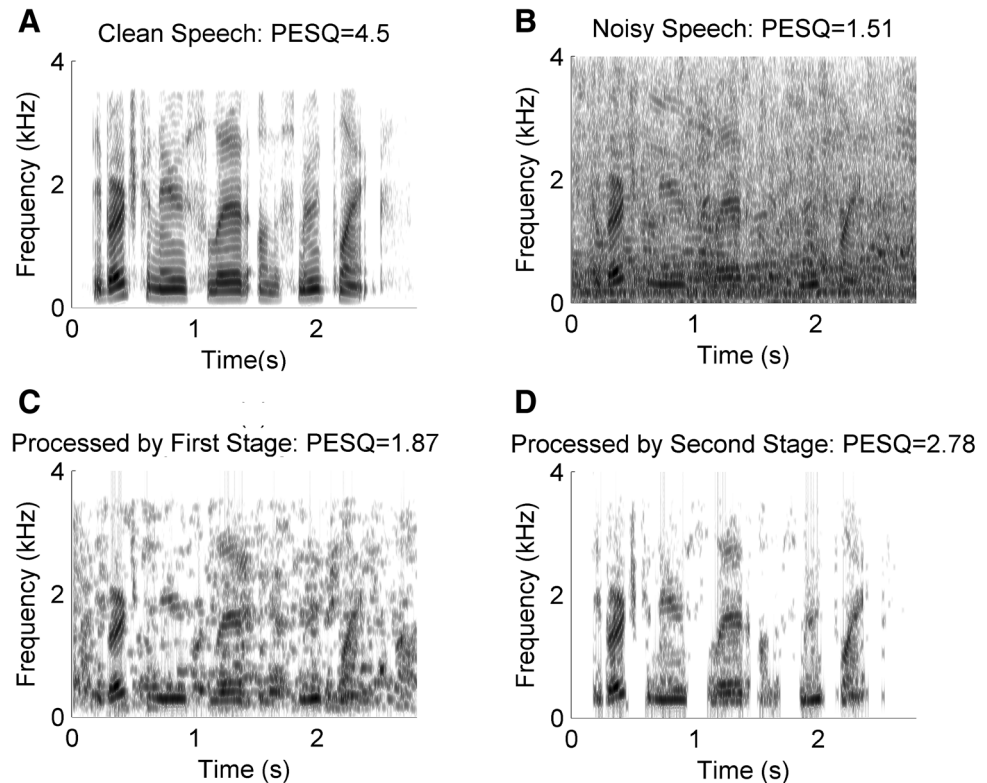 A
Clean Speech: PESQ=4.5
Frequency (kHz)
4
2
0
0 1 2
Time(s)
B
Noisy Speech: PESQ=1.51
Frequency (kHz)
4
2
0
0 1 2
Time (s)
C
Processed by First Stage: PESQ=1.87
Frequency (kHz)
4
2
0
0 1 2
Time (s)
D
Processed by Second Stage: PESQ=2.78
Frequency (kHz)
4
2
0
0 1 2
Time (s)